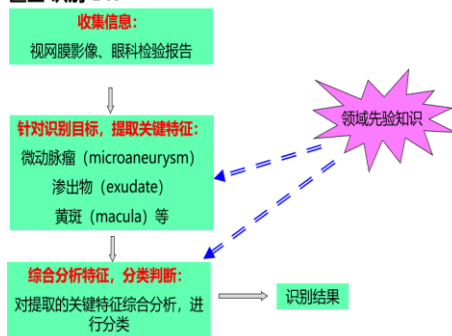 收集信息：
视网膜影像、眼科检验报告
领域先验知识
针对识别目标，提取关键特征：
微动脉瘤（microaneurysm）
渗出物（exudate）
黄斑（macula）等
综合分析特征，分类判断：
对提取的关键特征综合分析，进
行分类
识别结果